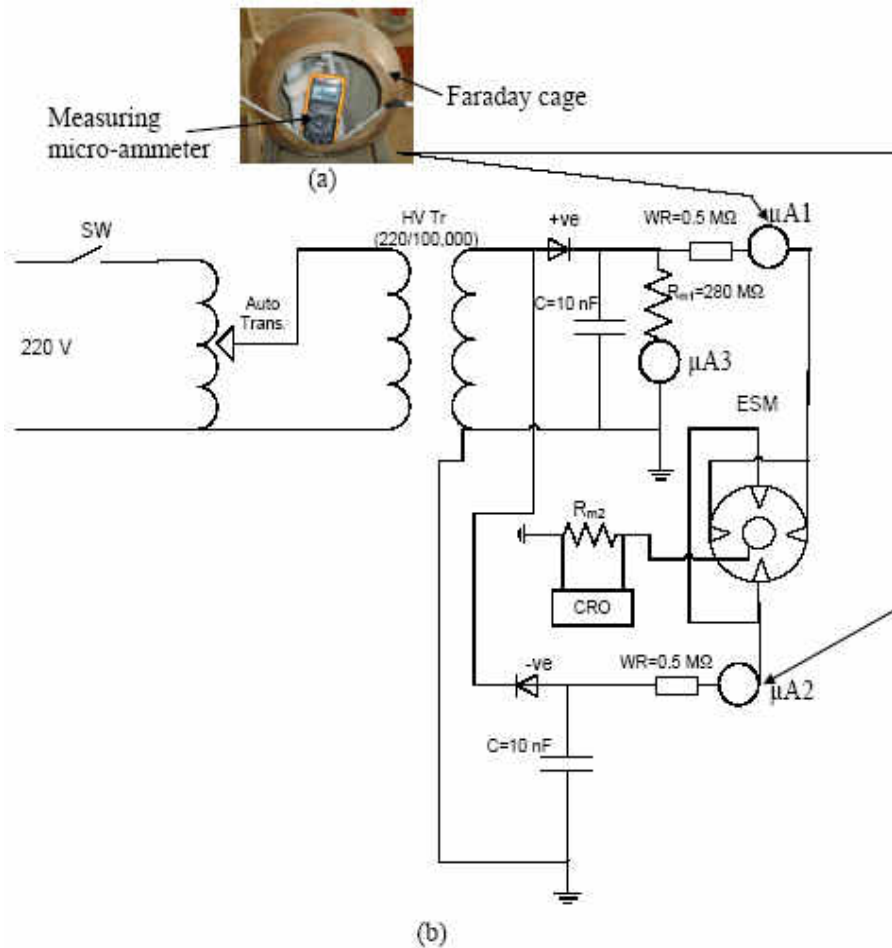 Measuring
micro-ammeter
Faraday cage
(a)
SW
HV Tr
(220/100,000)
+ve
WR=0.5 MΩ
µA1
Auto
Trans.
C=10 nF
Rm1=280 MΩ
220 V
µA3
ESM
Rm2
CRO
-ve
WR=0.5 MΩ
µA2
C=10 nF
(b)